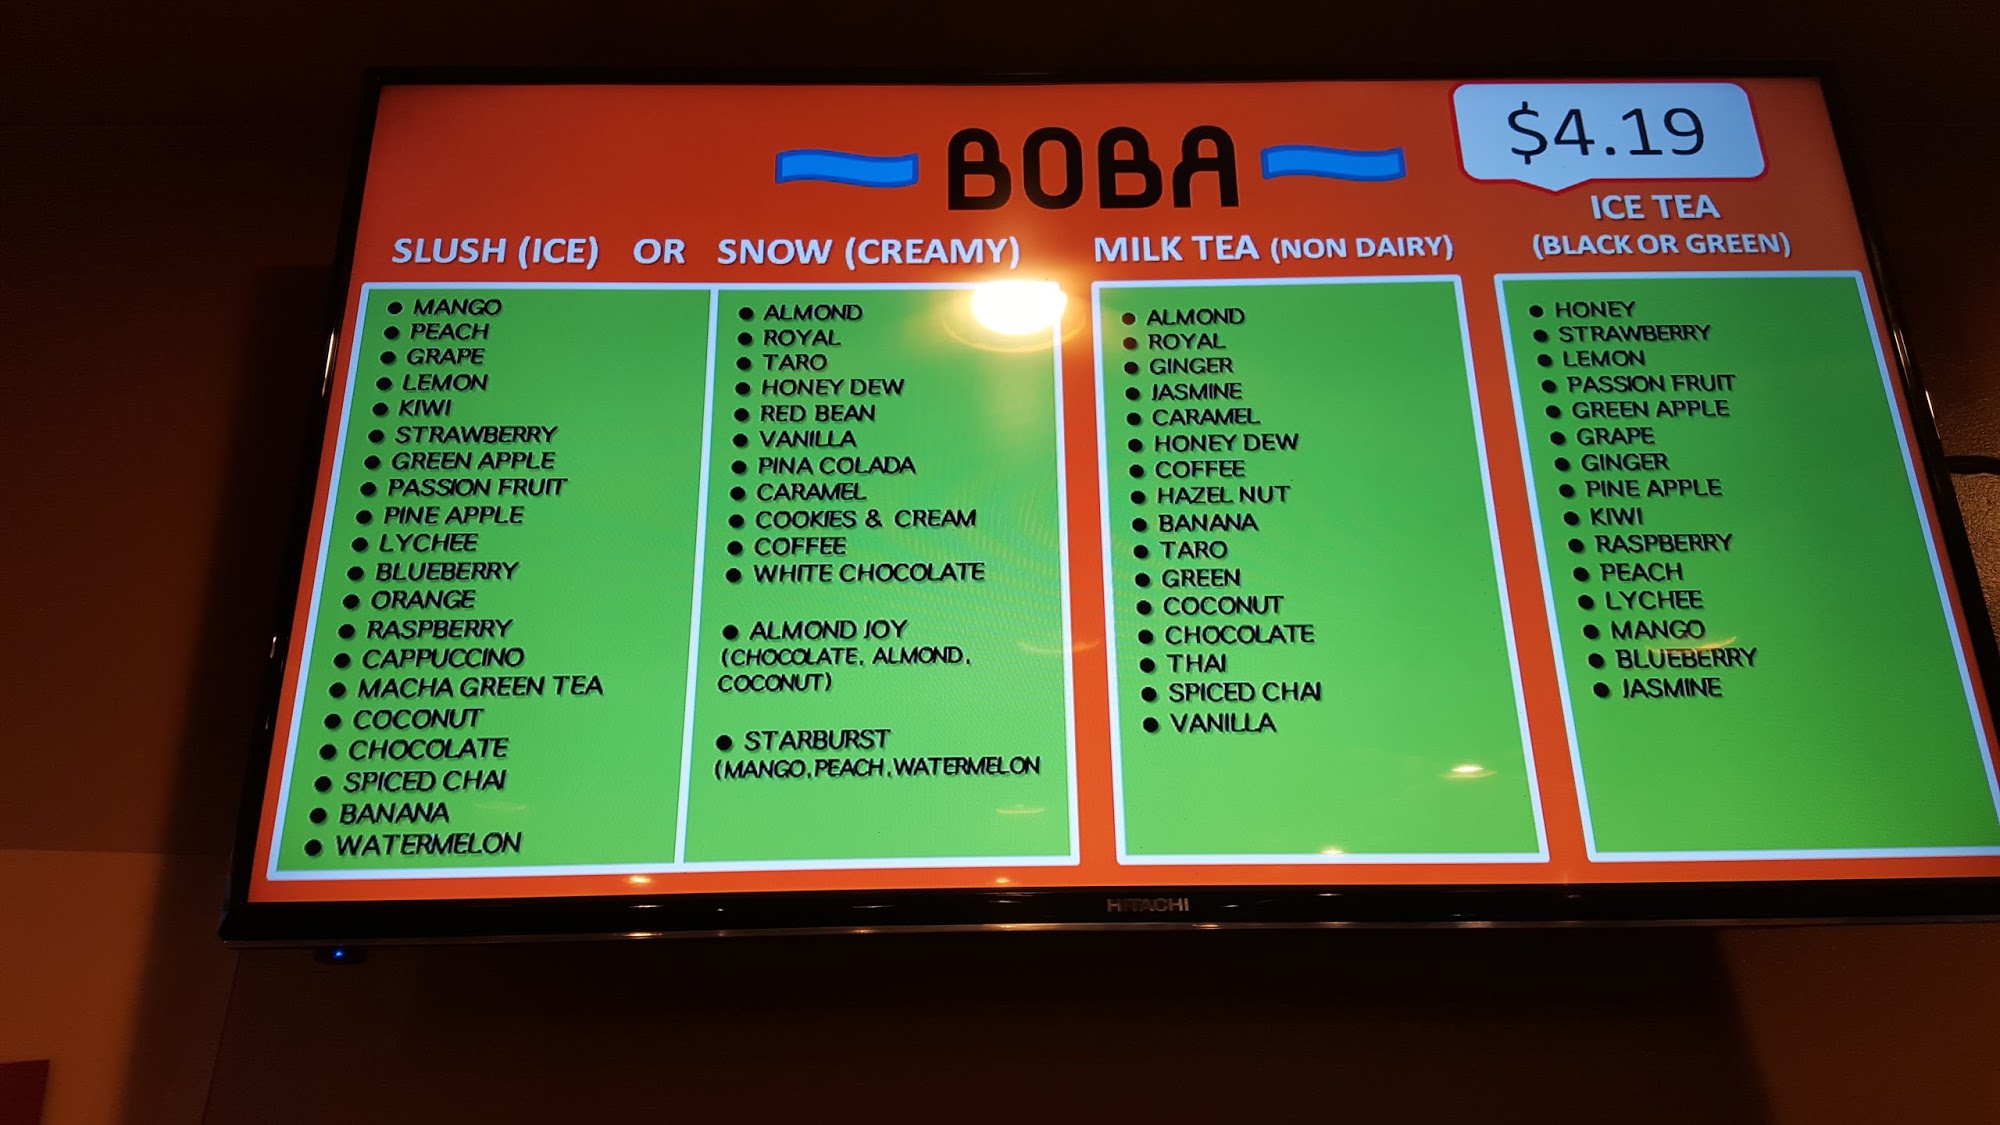 BOBA
$4.19
SLUSH (ICE) OR SNOW (CREAMY)
MANGO
PEACH
GRAPE
LEMON
KIWI
STRAWBERRY
GREEN APPLE
PASSION FRUIT
PINE APPLE
LYCHEE
BLUEBERRY
ORANGE
RASPBERRY
CAPPUCCINO
MACHA GREEN TEA
COCONUT
CHOCOLATE
SPICED CHAI
BANANA
WATERMELON
ALMOND
ROYAL
TARO
HONEY DEW
RED BEAN
VANILLA
PINA COLADA
CARAMEL
COOKIES & CREAM
COFFEE
WHITE CHOCOLATE
ALMOND JOY
(CHOCOLATE, ALMOND,
COCONUT)
STARBURST
(MANGO,PEACH,WATERMELON
MILK TEA (NON DAIRY)
ALMOND
ROYAL
GINGER
JASMINE
CARAMEL
HONEY DEW
COFFEE
HAZEL NUT
BANANA
TARO
GREEN
COCONUT
CHOCOLATE
THAI
SPICED CHAI
VANILLA
ICE TEA
(BLACK OR GREEN)
HONEY
STRAWBERRY
LEMON
PASSION FRUIT
GREEN APPLE
GRAPE
GINGER
PINE APPLE
KIWI
RASPBERRY
PEACH
LYCHEE
MANGO
BLUEBERRY
JASMINE
HITACHI